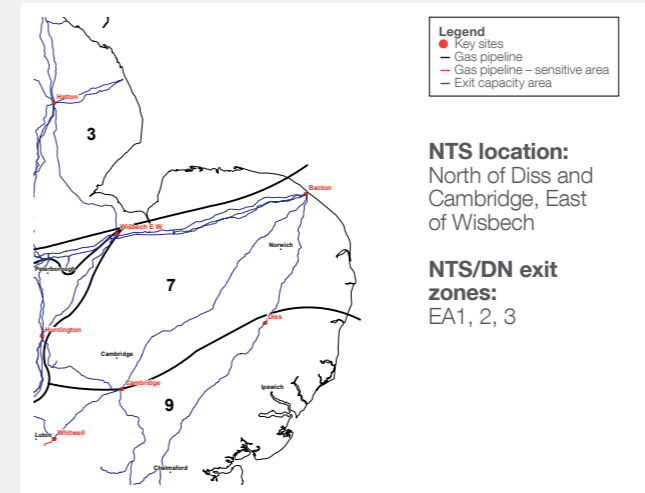 Legend
Key sites
Gas pipeline
Gas pipeline – sensitive area
Exit capacity area
Hatton
3
NTS location:
North of Diss and
Cambridge, East
of Wisbech
Bacton
Wisbech E W
Norwich
Peterborough
NTS/DN exit
zones:
EA1, 2, 3
7
Diss
Huntington
Cambridge
Cambridge
Ipswich
9
Luton
Whitwell
Chelmsford